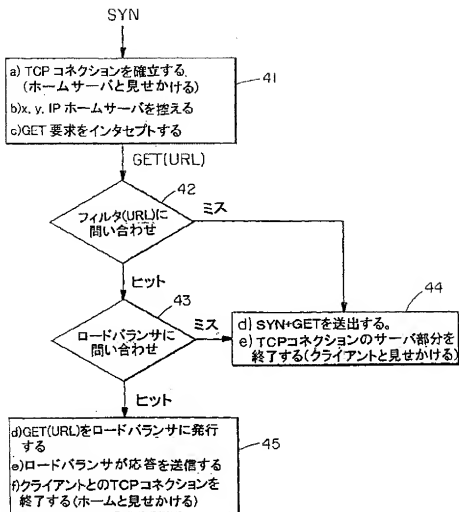 SYN
a) TCPコネクションを確立する.
(ホームサーバと見せかける)
b)x, y, IP ホームサーバを控える
c)GET 要求をインタセプトする
41
GET(URL)
42
フィルタ(URL)に
問い合わせ
ミス
ヒット
43
ロードバランサに
問い合わせ
ミス
44
d) SYN+GETを送出する。
e) TCPコネクションのサーバ部分を
終了する(クライアントと見せかける)
ヒット
d)GET(URL)をロードバランサに発行
する
e)ロードバランサが応答を送信する
f)クライアントとのTCPコネクションを
終了する(ホームと見せかける)
45